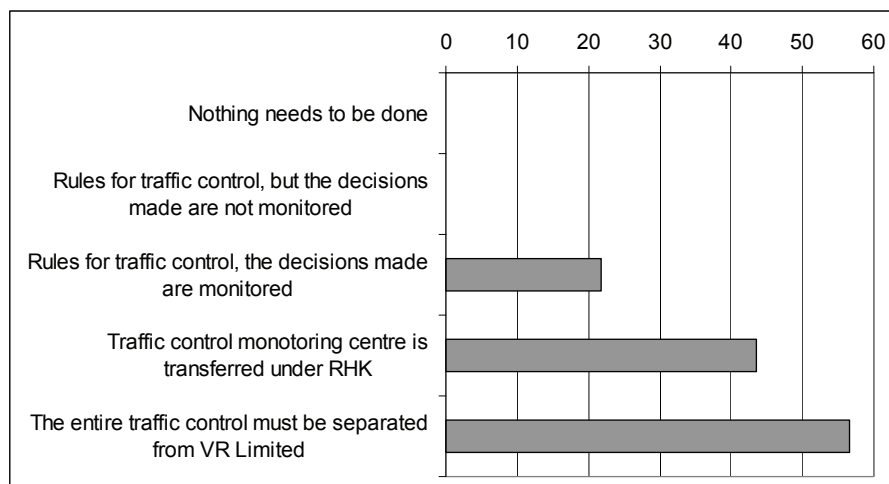 0 10 20 30 40 50 60
Nothing needs to be done
Rules for traffic control, but the decisions
made are not monitored
Rules for traffic control, the decisions made
are monitored
Traffic control monotoring centre is
transferred under RHK
The entire traffic control must be separated
from VR Limited